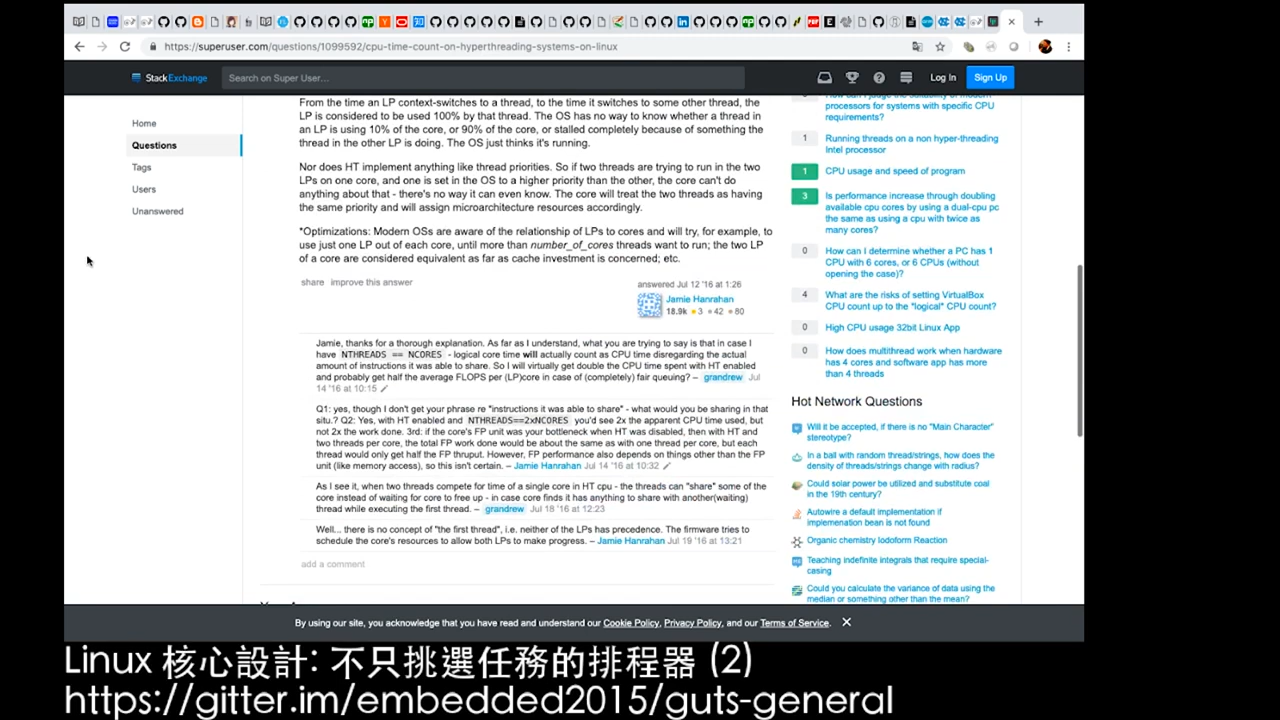 https://superuser.com/questions/1099592/cpu-time-count-on-hyperthreading-systems-on-linux
StackExchange
Search on Super User...
Log In
Sign Up
Home
Questions
Tags
Users
Unanswered
From the time an LP context-switches to a thread, to the time it switches to some other thread, the
LP is considered to be used 100% by that thread. The OS has no way to know whether a thread in
an LP is using 10% of the core, or 90% of the core, or stalled completely because of something the
thread in the other LP is doing. The OS just thinks it's running.
Nor does HT implement anything like thread priorities. So if two threads are trying to run in the two
LPs on one core, and one is set in the OS to a higher priority than the other, the core can't do
anything about that - there's no way it can even know. The core will treat the two threads as having
the same priority and will assign microarchitecture resources accordingly.
*Optimizations: Modern OSs are aware of the relationship of LPs to cores and will try, for example, to
use just one LP out of each core, until more than number_of_cores threads want to run; the two LP
of a core are considered equivalent as far as cache investment is concerned; etc.
share improve this answer
answered Jul 12 '16 at 1:26
Jamie Hanrahan
18.9k 3 42 80
Jamie, thanks for a thorough explanation. As far as I understand, what you are trying to say is that in case I
have NTHREADS == NCORES - logical core time will actually count as CPU time disregarding the actual
amount of instructions it was able to share. So I will virtually get double the CPU time spent with HT enabled
and probably get half the average FLOPS per (LP)core in case of (completely) fair queuing? – grandrew Jul
14 '16 at 10:15
Q1: yes, though I don't get your phrase re "instructions it was able to share" - what would you be sharing in that
situ.? Q2: Yes, with HT enabled and NTHREADS==2xNCORES you'd see 2x the apparent CPU time used, but
not 2x the work done. 3rd: if the core's FP unit was your bottleneck when HT was disabled, then with HT and
two threads per core, the total FP work done would be about the same as with one thread per core, but each
thread would only get half the FP thruput. However, FP performance also depends on things other than the FP
unit (like memory access), so this isn't certain. – Jamie Hanrahan Jul 14 '16 at 10:32
As I see it, when two threads compete for time of a single core in HT cpu - the threads can "share" some of the
core instead of waiting for core to free up - in case core finds it has anything to share with another(waiting)
thread while executing the first thread. – grandrew Jul 18 '16 at 12:23
Well... there is no concept of "the first thread", i.e. neither of the LPs has precedence. The firmware tries to
schedule the core's resources to allow both LPs to make progress. – Jamie Hanrahan Jul 19 '16 at 13:21
add a comment
processors for systems with specific CPU
requirements?
1 Running threads on a non hyper-threading
Intel processor
1 CPU usage and speed of program
3 Is performance increase through doubling
available cpu cores by using a dual-cpu pc
the same as using a cpu with twice as
many cores?
0 How can I determine whether a PC has 1
CPU with 6 cores, or 6 CPUs (without
opening the case)?
4 What are the risks of setting VirtualBox
CPU count up to the *logical* CPU count?
0 High CPU usage 32bit Linux App
0 How does multithread work when hardware
has 4 cores and software app has more
than 4 threads
Hot Network Questions
Will it be accepted, if there is no "Main Character"
stereotype?
In a ball with random thread/strings, how does the
density of threads/strings change with radius?
Could solar power be utilized and substitute coal
in the 19th century?
Autowire a default implementation if
implemenation bean is not found
Organic chemistry Iodoform Reaction
Teaching indefinite integrals that require special-
casing
Could you calculate the variance of data using the
median or something other than the mean?
By using our site, you acknowledge that you have read and understand our Cookie Policy, Privacy Policy, and our Terms of Service.
Linux 核心設計: 不只挑選任務的排程器 (2)
https://gitter.im/embedded2015/guts-general